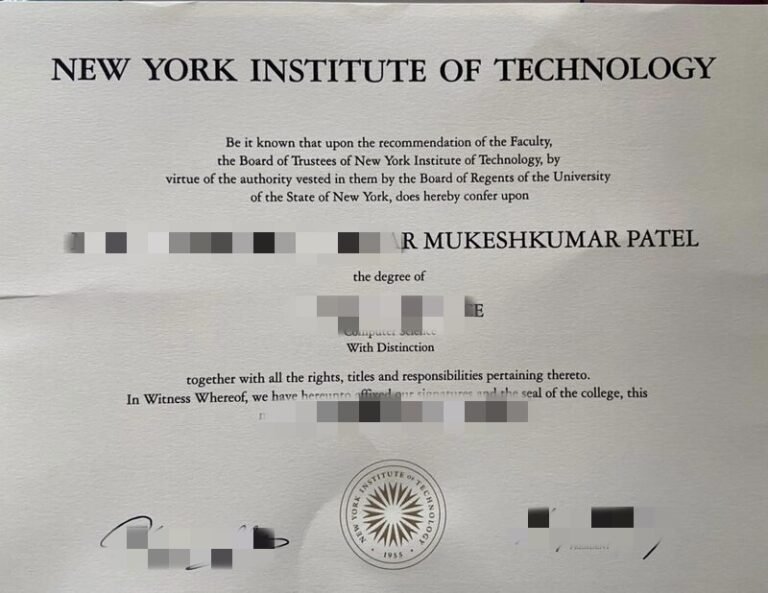 NEW YORK INSTITUTE OF TECHNOLOGY
Be it known that upon the recommendation of the Faculty,
the Board of Trustees of New York Institute of Technology, by
virtue of the authority vested in them by the Board of Regents of the University
of the State of New York, does hereby confer upon
R MUKESHKUMAR PATEL
the degree of
E
Computer Science
With Distinction
together with all the rights, titles and responsibilities pertaining thereto.
In Witness Whereof, we have hereunto affixed our signatures and the seal of the college, this
NEW YORK INSTITUTE OF TECHNOLOGY
1955
PRESIDENT